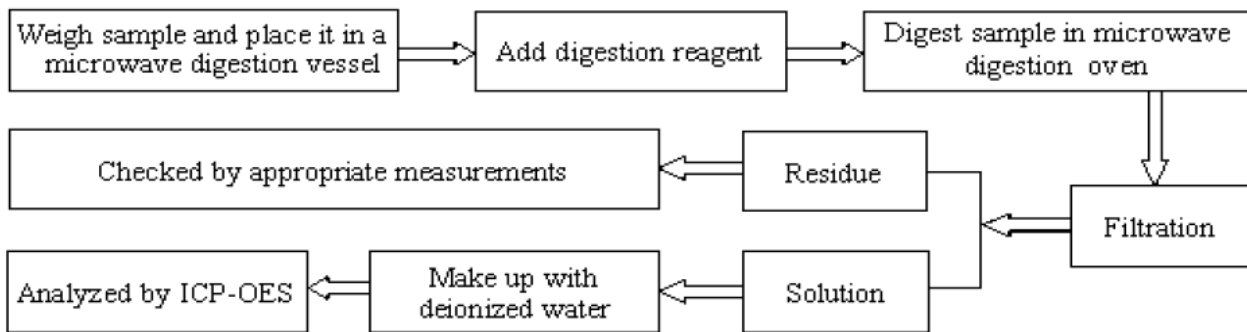 Weigh sample and place it in a
microwave digestion vessel
Add digestion reagent
Digest sample in microwave
digestion oven
Checked by appropriate measurements
Residue
Filtration
Analyzed by ICP-OES
Make up with
deionized water
Solution